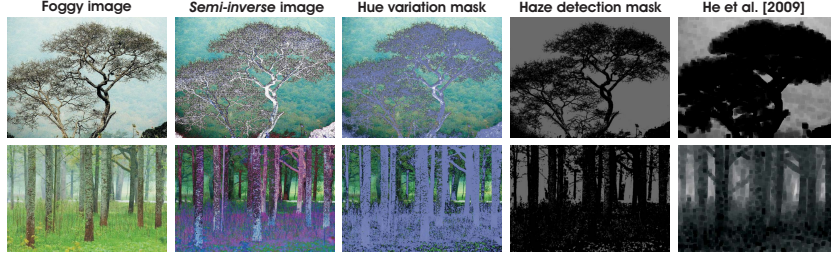 Foggy image Semi-inverse image Hue variation mask Haze detection mask He et al. [2009]